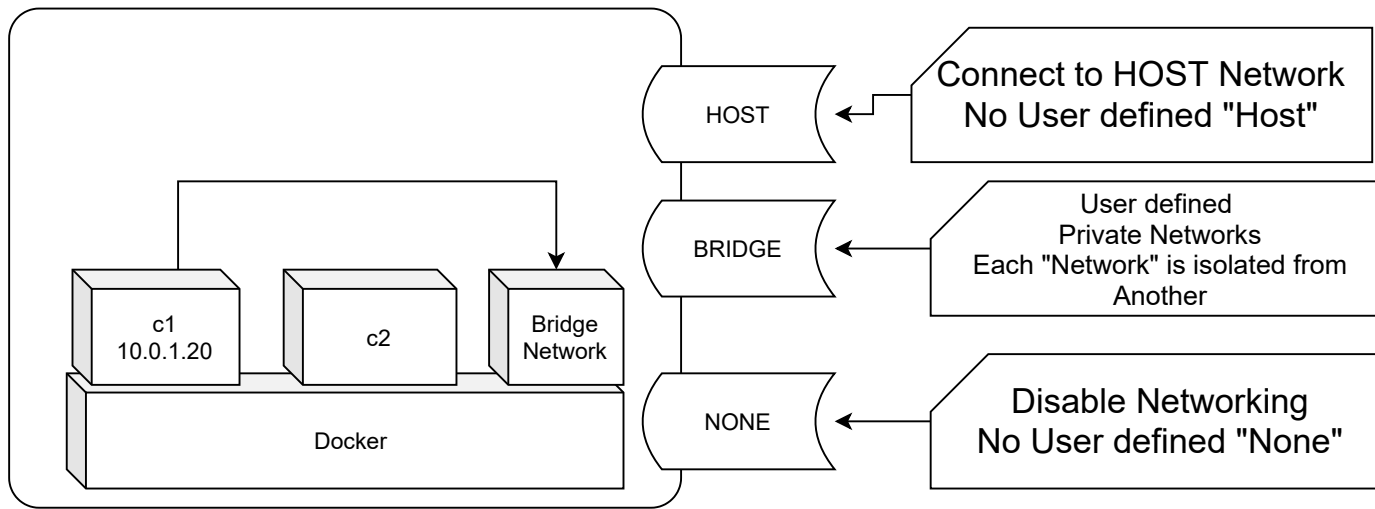 HOST
Connect to HOST Network
No User defined "Host"
BRIDGE
User defined
Private Networks
Each "Network" is isolated from
Another
c1
10.0.1.20
c2
Bridge
Network
Docker
NONE
Disable Networking
No User defined "None"